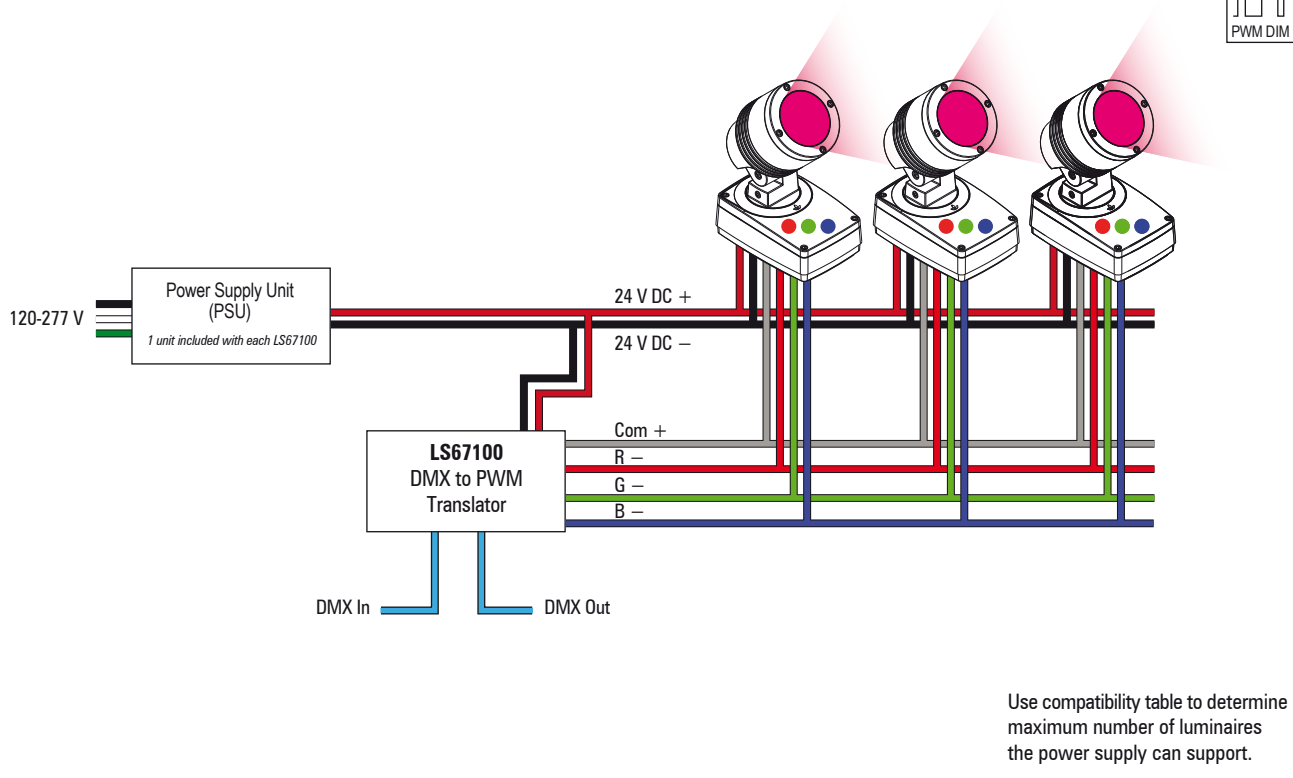 PWM DIM
Power Supply Unit
(PSU)
1 unit included with each LS67100
120-277 V
24 V DC +
24 V DC −
Com +
R −
G −
B −
LS67100
DMX to PWM
Translator
DMX In
DMX Out
Use compatibility table to determine
maximum number of luminaires
the power supply can support.